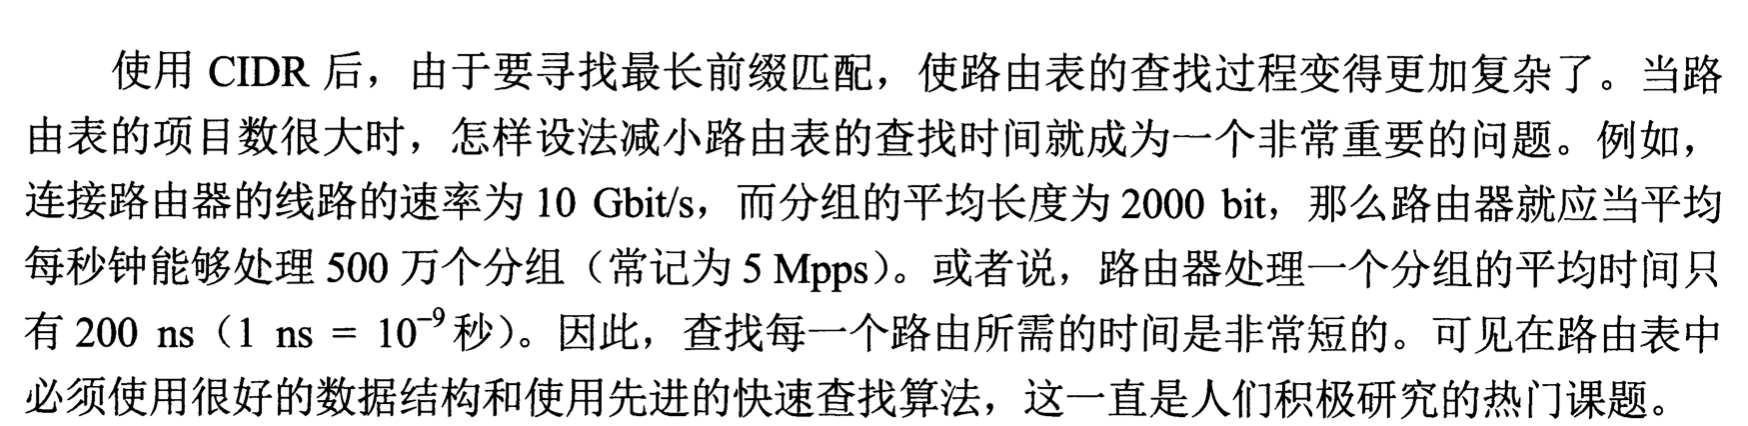 使用 CIDR 后，由于要寻找最长前缀匹配，使路由表的查找过程变得更加复杂了。当路
由表的项目数很大时，怎样设法减小路由表的查找时间就成为一个非常重要的问题。例如，
连接路由器的线路的速率为 10 Gbit/s，而分组的平均长度为 2000 bit，那么路由器就应当平均
每秒钟能够处理 500 万个分组（常记为 5 Mpps）。或者说，路由器处理一个分组的平均时间只
有 200 ns（1 ns = 10⁻⁹ 秒）。因此，查找每一个路由所需的时间是非常短的。可见在路由表中
必须使用很好的数据结构和使用先进的快速查找算法，这一直是人们积极研究的热门课题。